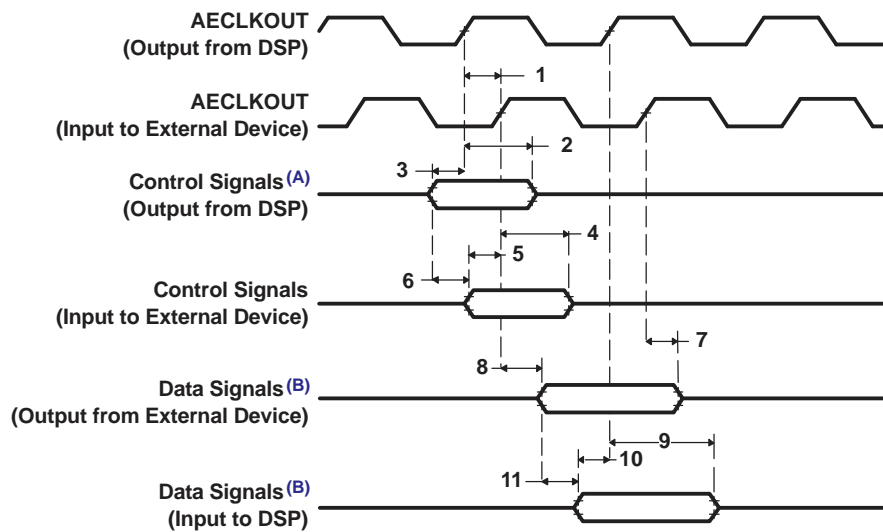 AECLKOUT
(Output from DSP)
1
AECLKOUT
(Input to External Device)
2
3
Control Signals (A)
(Output from DSP)
4
5
6
Control Signals
(Input to External Device)
7
8
Data Signals (B)
(Output from External Device)
9
10
11
Data Signals (B)
(Input to DSP)